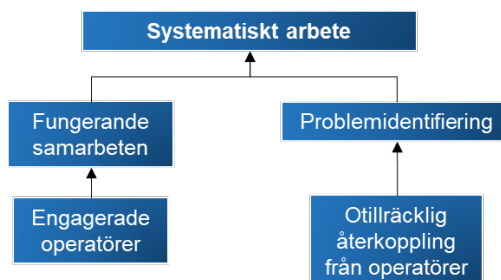 Systematiskt arbete
Fungerande
samarbeten
Problemidentifiering
Engagerade
operatörer
Otillräcklig
återkoppling
från operatörer